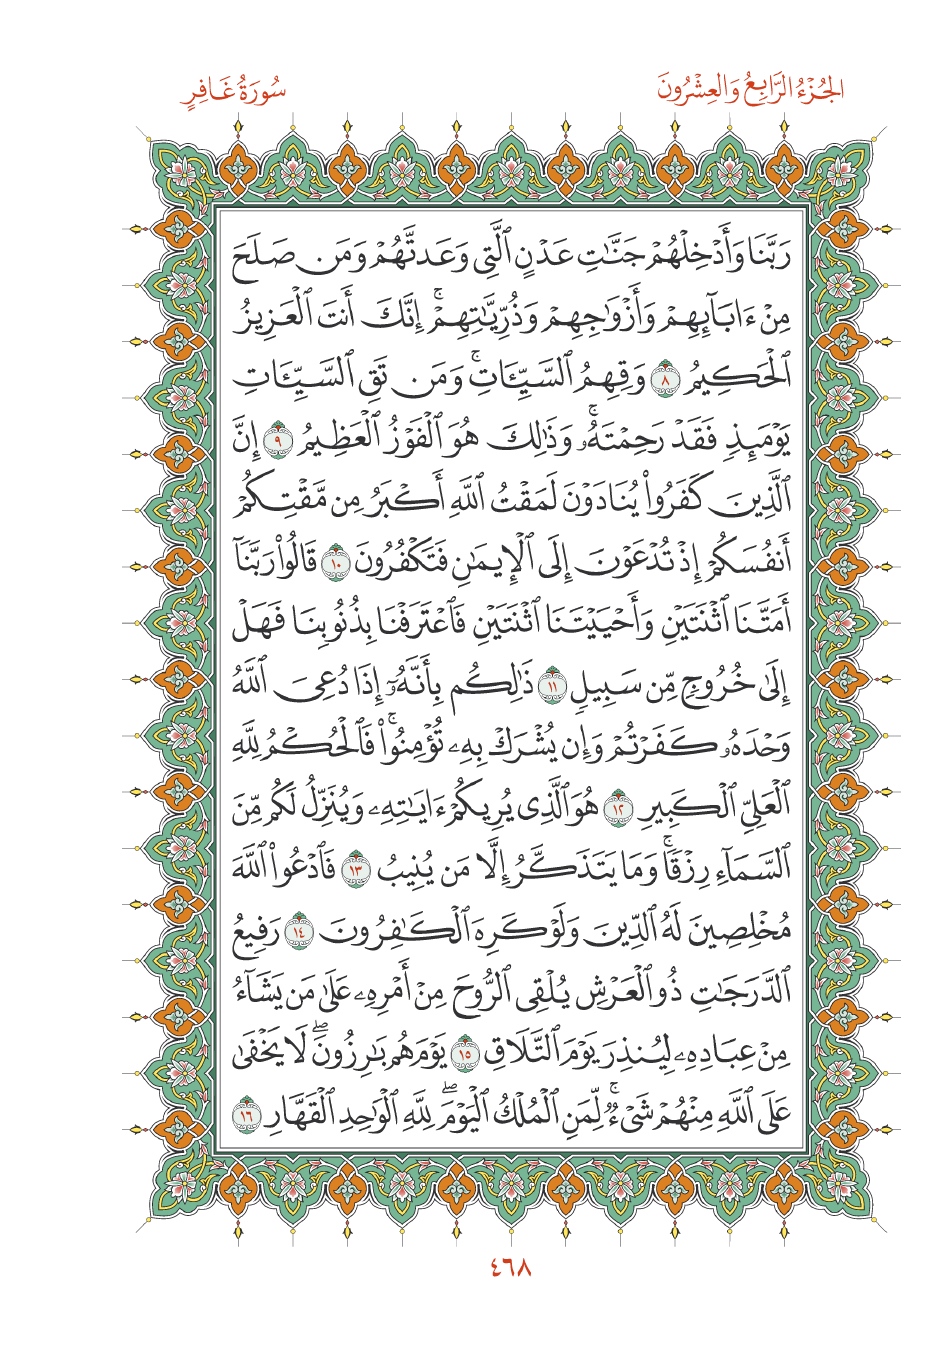 الجُزْءُ الرَّابِعُ وَالعِشْرُونَ
سُورَةُ غَافِرٍ
رَبَّنَا وَأَدْخِلْهُمْ جَنَّٰتِ عَدْنٍ ٱلَّتِى وَعَدتَّهُمْ وَمَن صَلَحَ
مِنْ ءَابَآئِهِمْ وَأَزْوَٰجِهِمْ وَذُرِّيَّٰتِهِمْۚ إِنَّكَ أَنتَ ٱلْعَزِيزُ
ٱلْحَكِيمُ ٨ وَقِهِمُ ٱلسَّيِّـَٔاتِۚ وَمَن تَقِ ٱلسَّيِّـَٔاتِ
يَوْمَئِذٍ فَقَدْ رَحِمْتَهُۥۚ وَذَٰلِكَ هُوَ ٱلْفَوْزُ ٱلْعَظِيمُ ٩ إِنَّ
ٱلَّذِينَ كَفَرُوا۟ يُنَادَوْنَ لَمَقْتُ ٱللَّهِ أَكْبَرُ مِن مَّقْتِكُمْ
أَنفُسَكُمْ إِذْ تُدْعَوْنَ إِلَى ٱلْإِيمَٰنِ فَتَكْفُرُونَ ١٠ قَالُوا۟ رَبَّنَآ
أَمَتَّنَا ٱثْنَتَيْنِ وَأَحْيَيْتَنَا ٱثْنَتَيْنِ فَٱعْتَرَفْنَا بِذُنُوبِنَا فَهَلْ
إِلَىٰ خُرُوجٍ مِّن سَبِيلٍ ١١ ذَٰلِكُم بِأَنَّهُۥٓ إِذَا دُعِىَ ٱللَّهُ
وَحْدَهُۥ كَفَرْتُمْ وَإِن يُشْرَكْ بِهِۦ تُؤْمِنُوا۟ۚ فَٱلْحُكْمُ لِلَّهِ
ٱلْعَلِىِّ ٱلْكَبِيرِ ١٢ هُوَ ٱلَّذِى يُرِيكُمْ ءَايَٰتِهِۦ وَيُنَزِّلُ لَكُم مِّنَ
ٱلسَّمَآءِ رِزْقًاۚ وَمَا يَتَذَكَّرُ إِلَّا مَن يُنِيبُ ١٣ فَٱدْعُوا۟ ٱللَّهَ
مُخْلِصِينَ لَهُ ٱلدِّينَ وَلَوْ كَرِهَ ٱلْكَٰفِرُونَ ١٤ رَفِيعُ
ٱلدَّرَجَٰتِ ذُو ٱلْعَرْشِ يُلْقِى ٱلرُّوحَ مِنْ أَمْرِهِۦ عَلَىٰ مَن يَشَآءُ
مِنْ عِبَادِهِۦ لِيُنذِرَ يَوْمَ ٱلتَّلَاقِ ١٥ يَوْمَ هُم بَٰرِزُونَۖ لَا يَخْفَىٰ
عَلَى ٱللَّهِ مِنْهُمْ شَىْءٌۚ لِّمَنِ ٱلْمُلْكُ ٱلْيَوْمَۖ لِلَّهِ ٱلْوَٰحِدِ ٱلْقَهَّارِ ١٦
٤٦٨